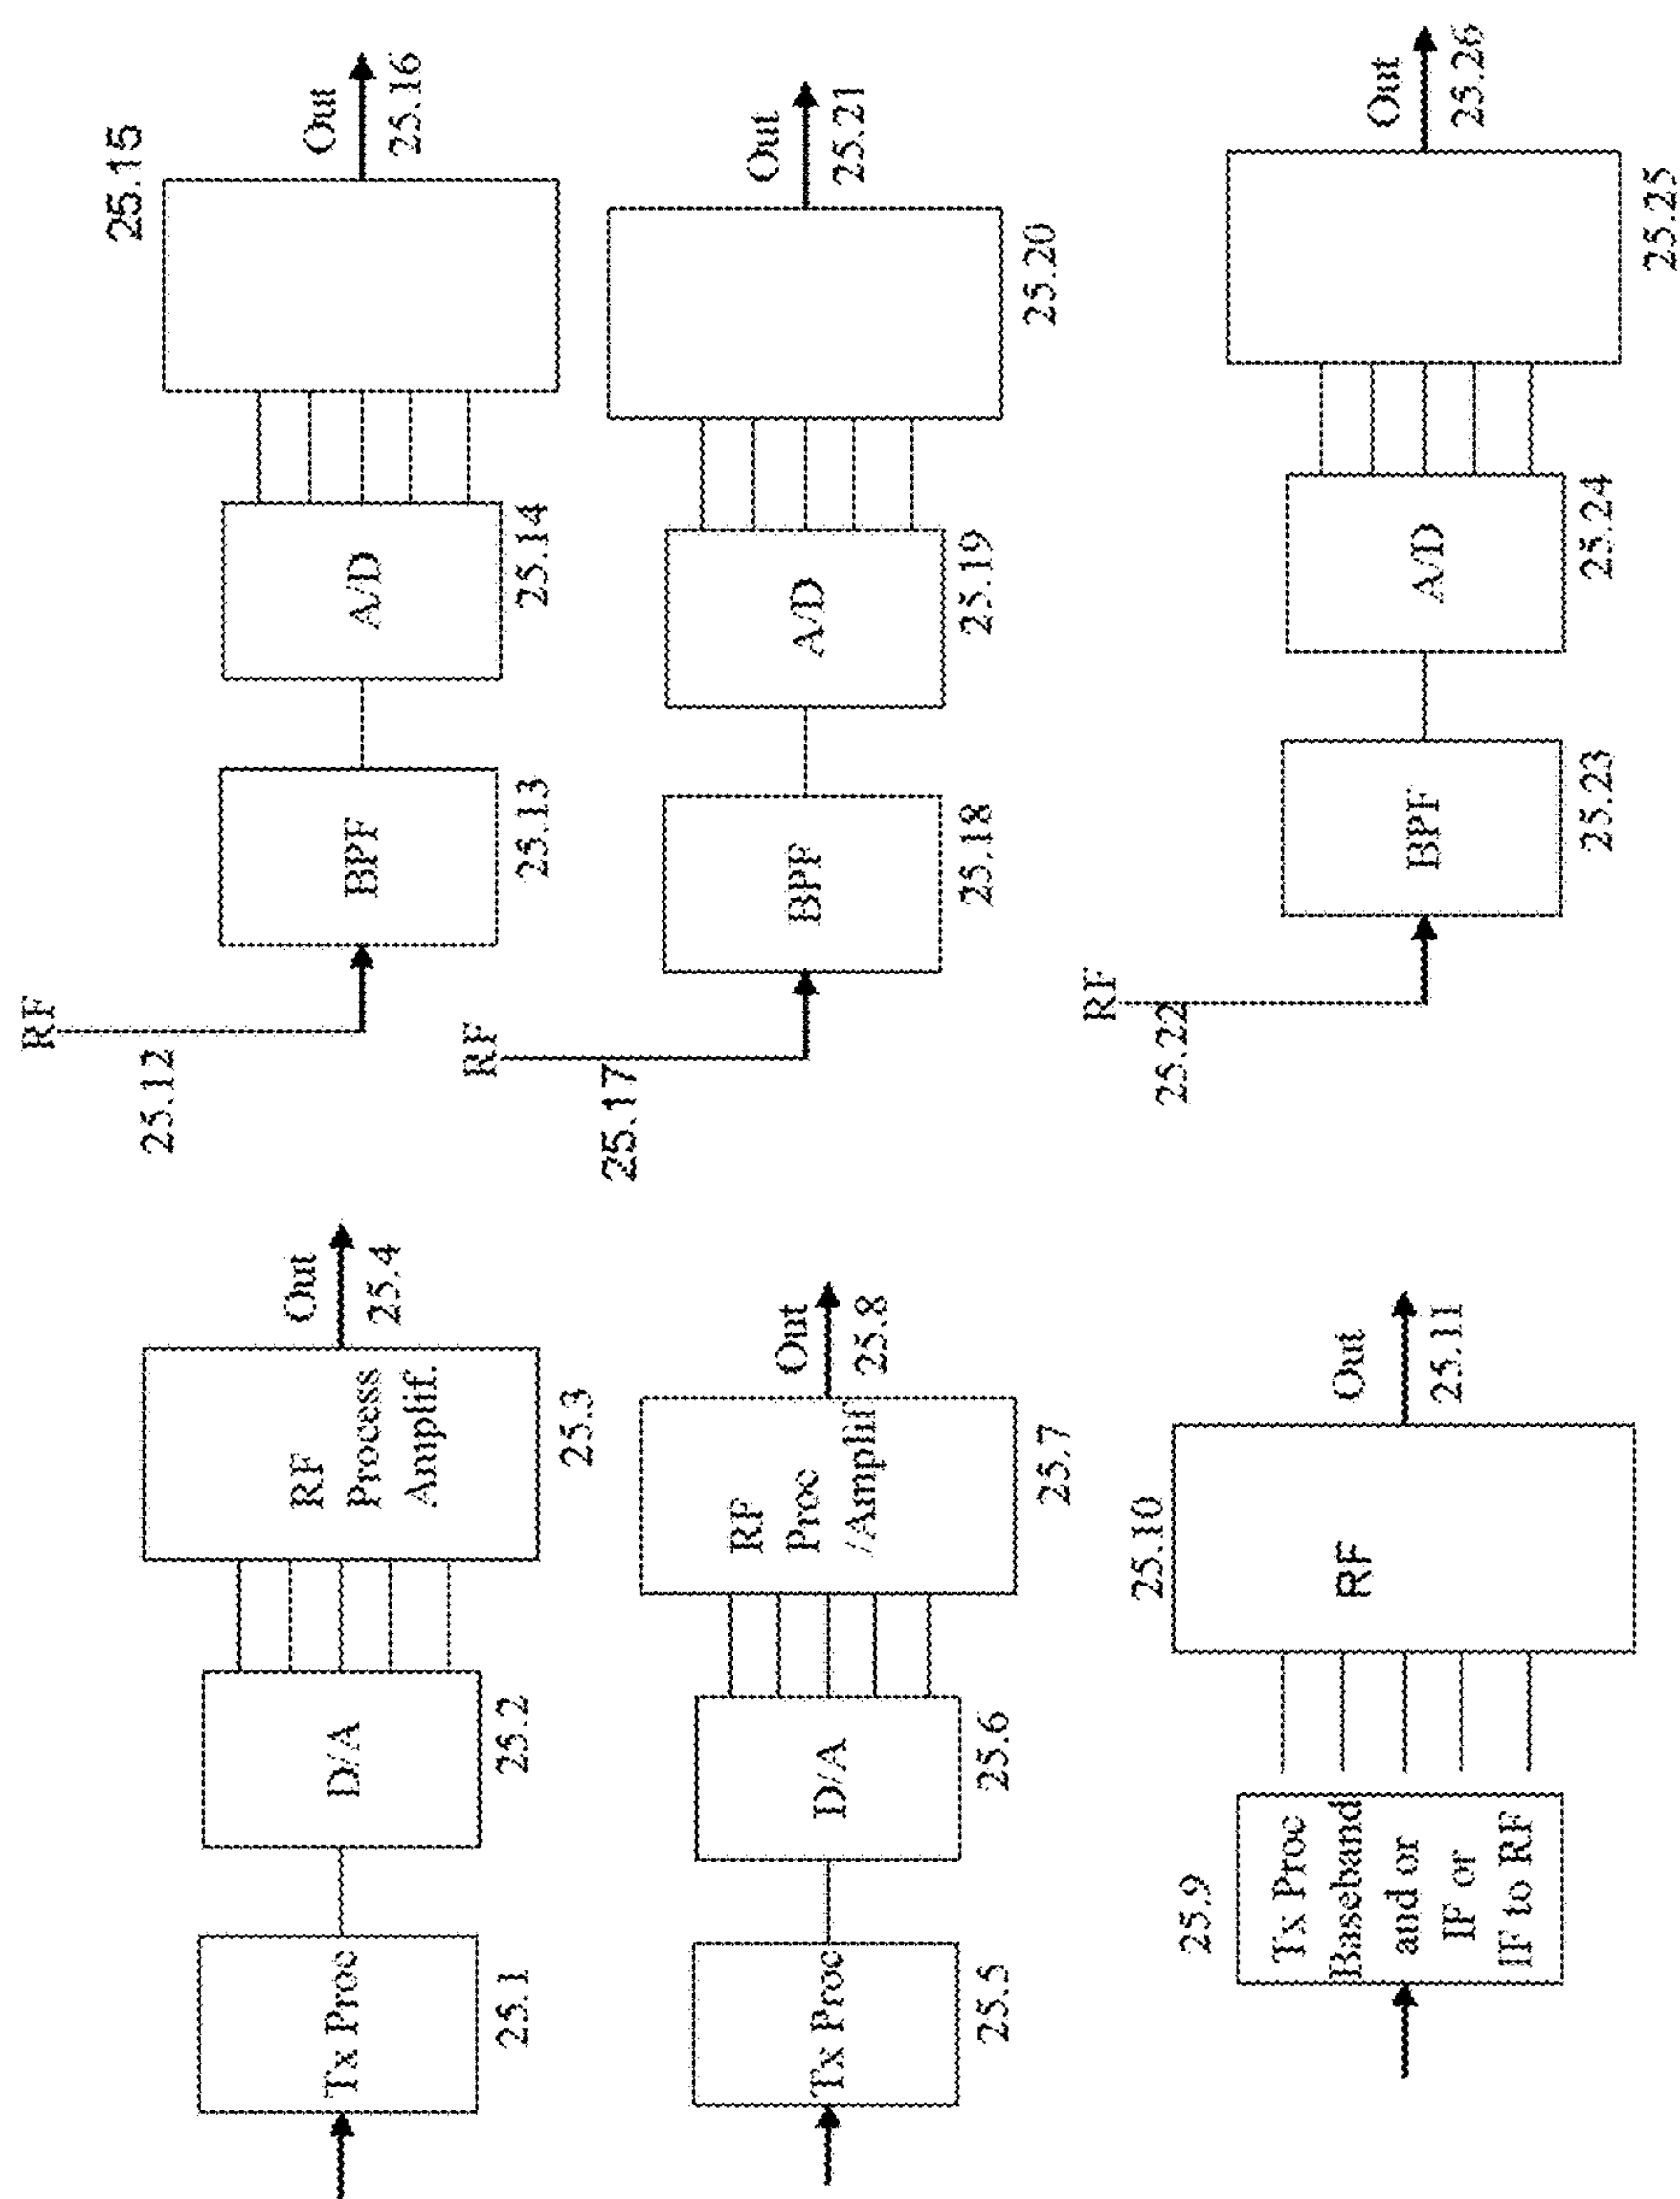 Tx Proc
25.1
D/A
25.2
RF
Process
Amplif.
25.3
Out
25.4
Tx Proc
25.5
D/A
25.6
RF
Proc
/Amplif
25.7
Out
25.8
25.9
Tx Proc
Baseband
and or
IF or
IF to RF
25.10
RF
Out
25.11
RF
25.12
BPF
25.13
A/D
25.14
25.15
Out
25.16
RF
25.17
BPF
25.18
A/D
25.19
25.20
Out
25.21
RF
25.22
BPF
25.23
A/D
25.24
25.25
Out
25.26